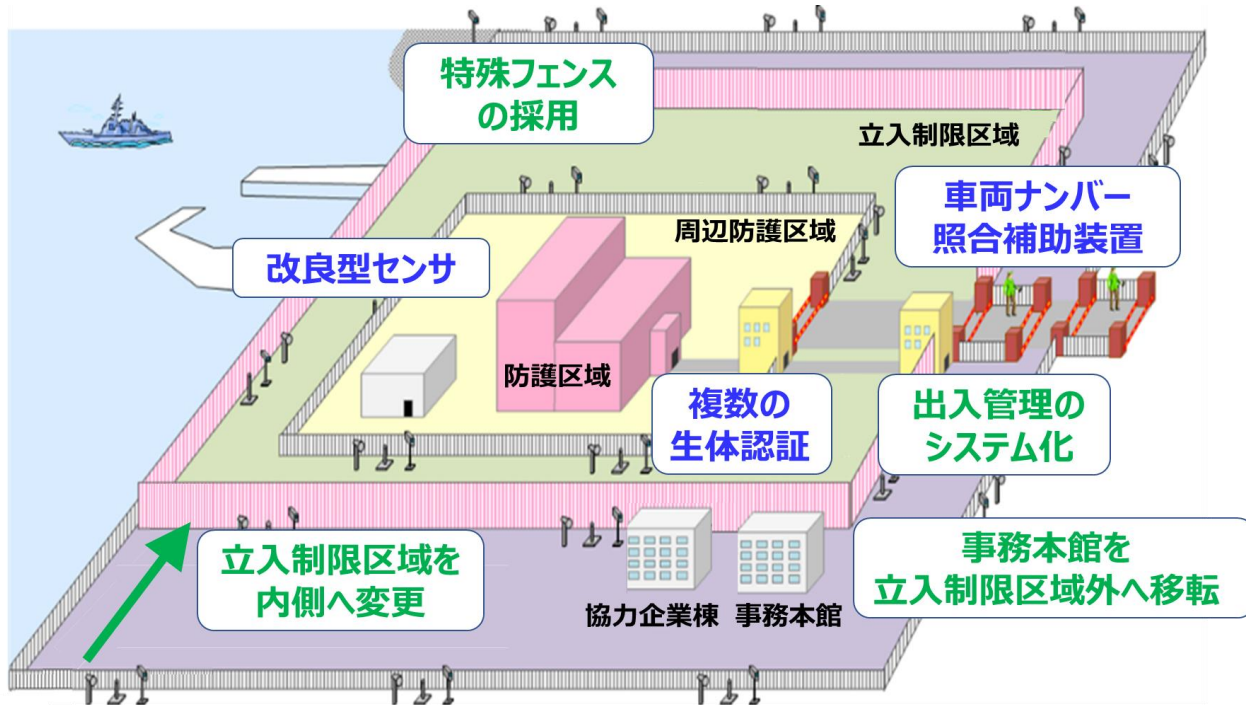 特殊フェンス
の採用
立入制限区域
車両ナンバー
照合補助装置
周辺防護区域
改良型センサ
防護区域
複数の
生体認証
出入管理の
システム化
立入制限区域を
内側へ変更
事務本館を
立入制限区域外へ移転
協力企業棟
事務本館